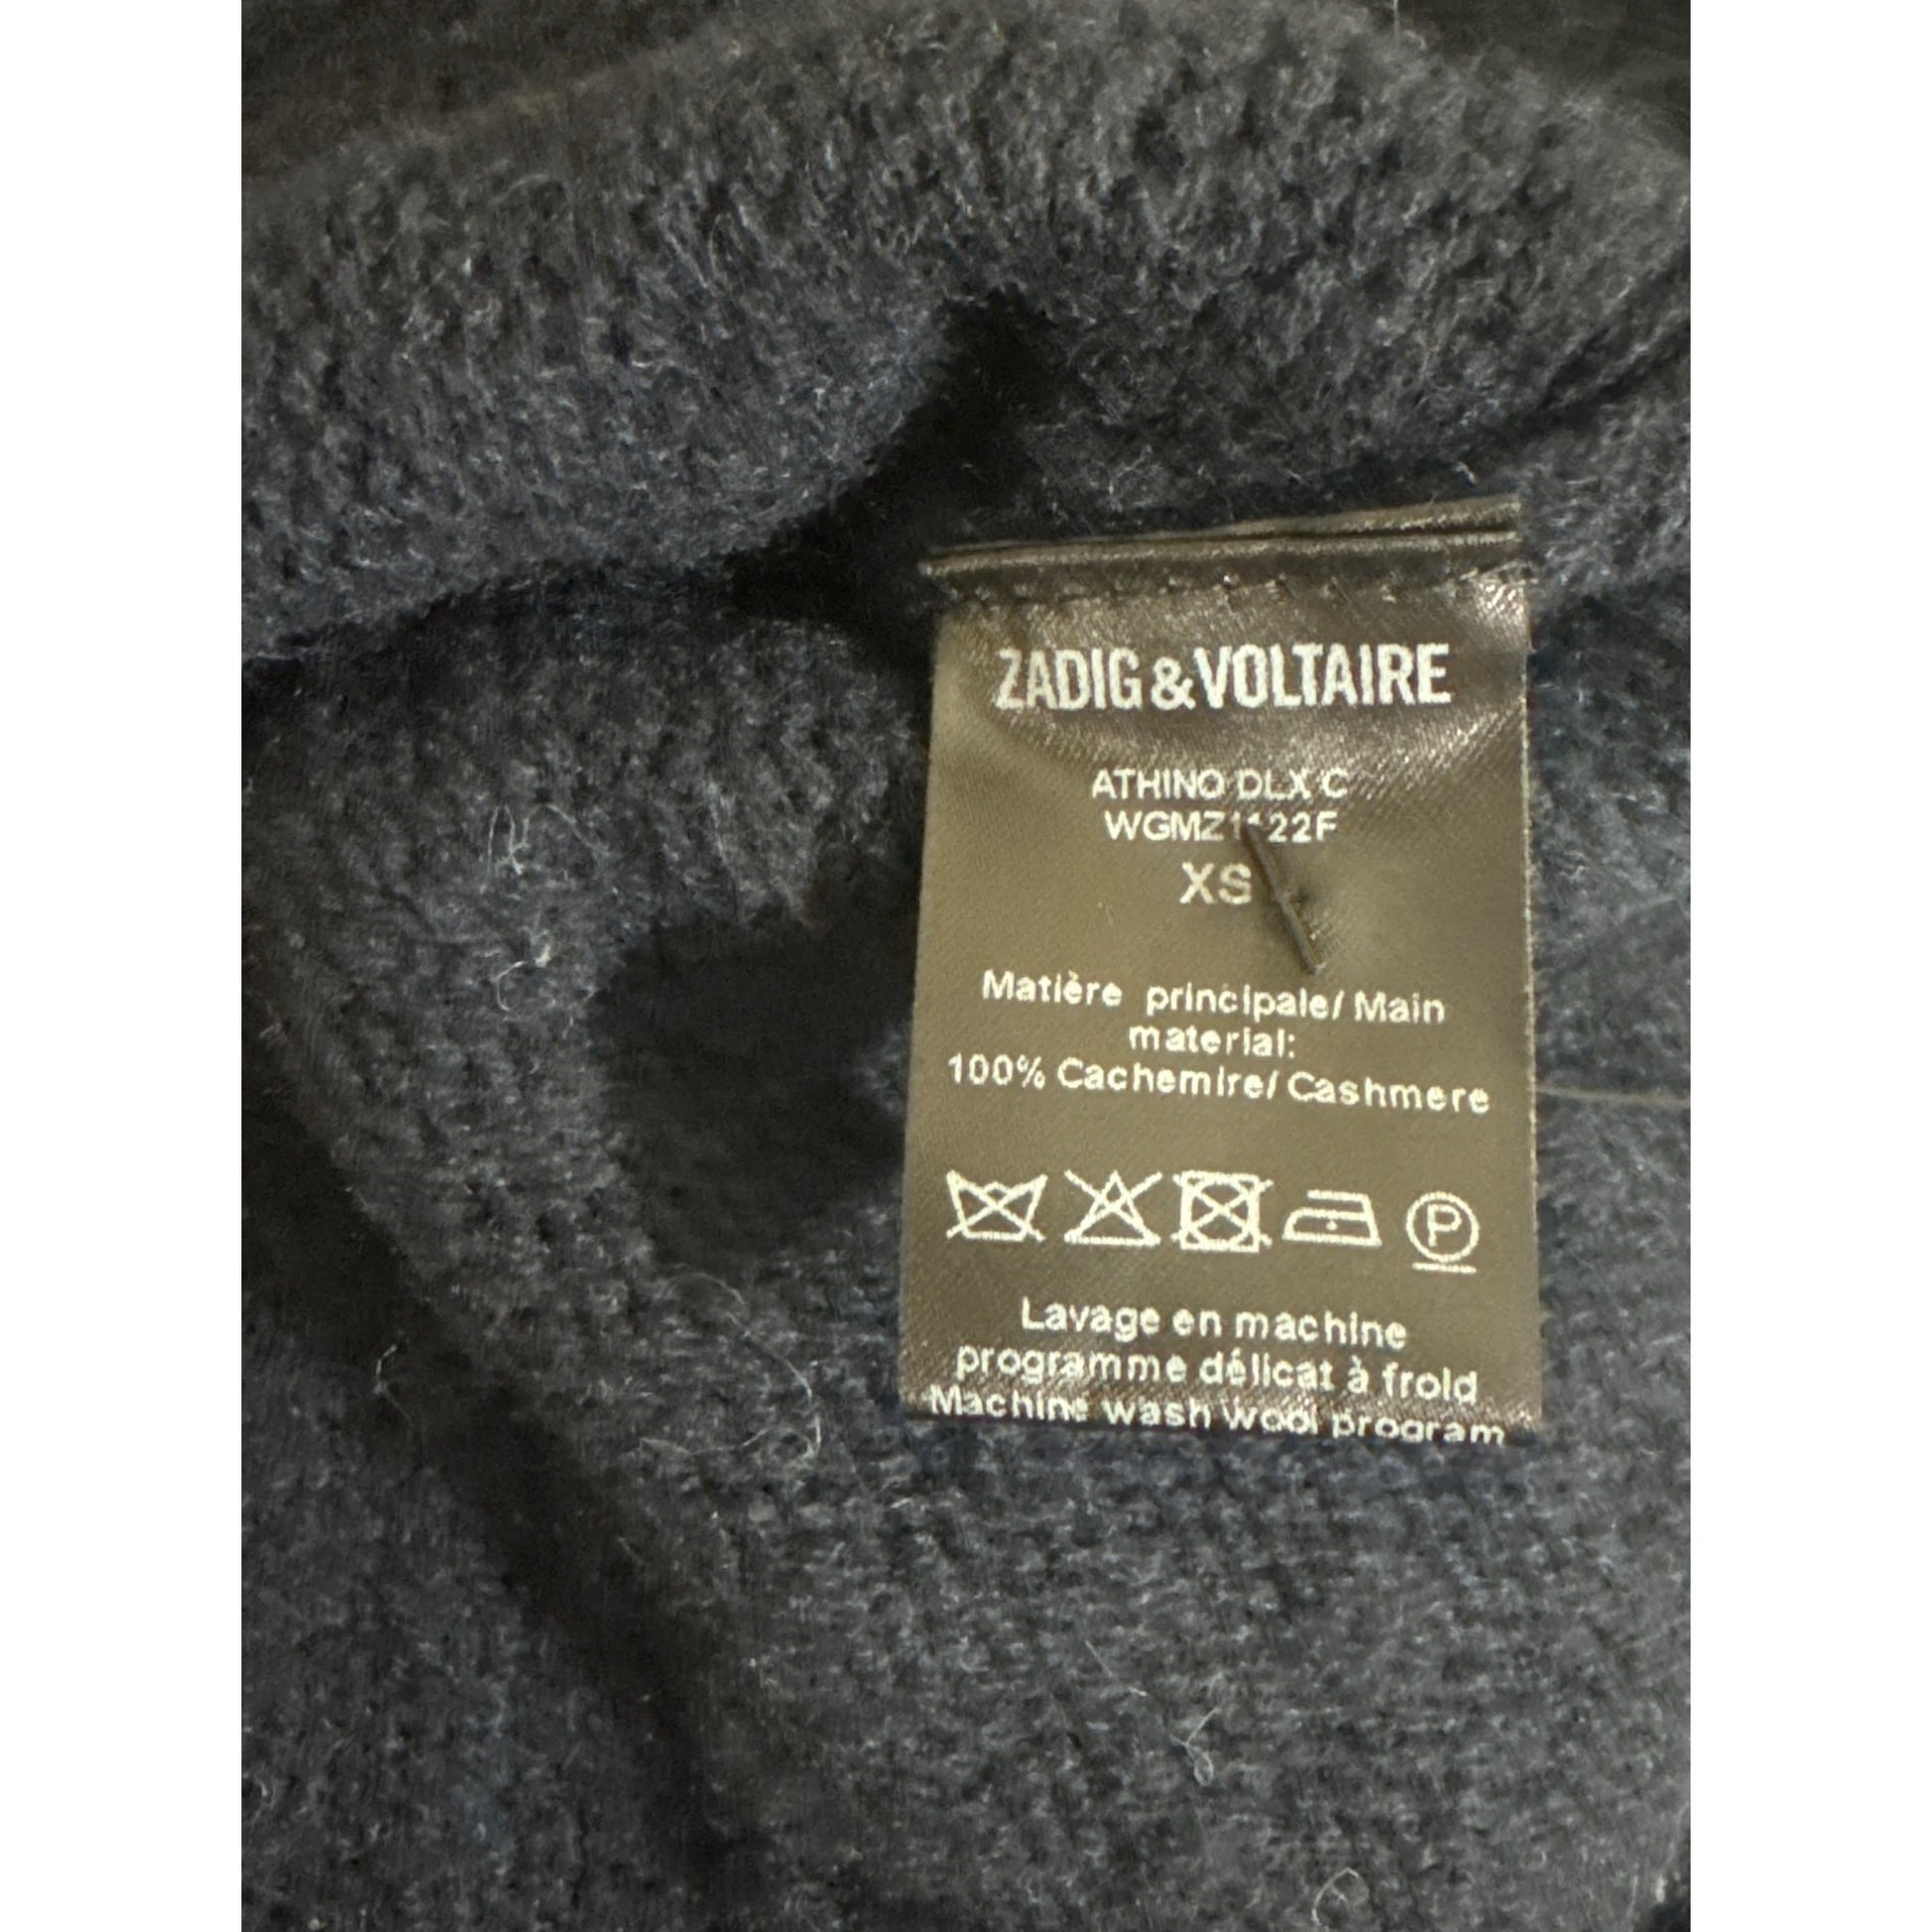 ZADIG&VOLTAIRE
ATHINO DLX C
XS
Matière principale/ Main
material:
100% Cachemire/ Cashmere
P
Lavage en machine
programme délicat à froid
Machine wash wool program